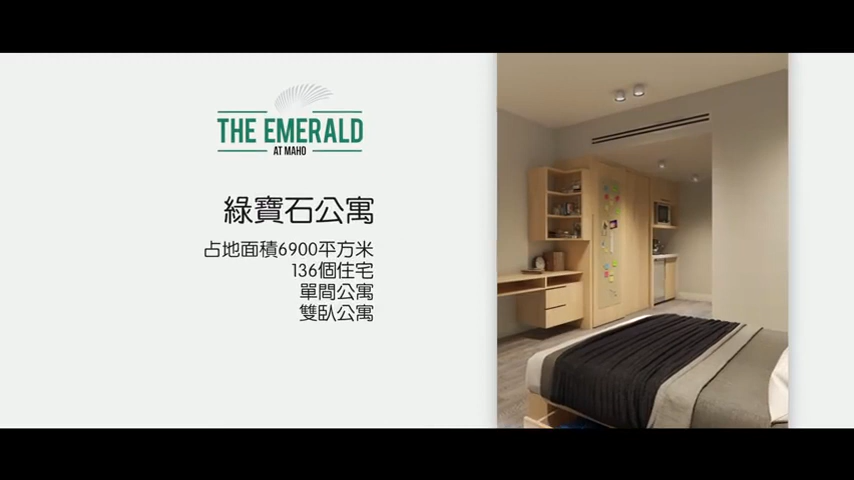 THE EMERALD
AT MAHO
綠寶石公寓
占地面積6900平方米
136個住宅
單間公寓
雙臥公寓